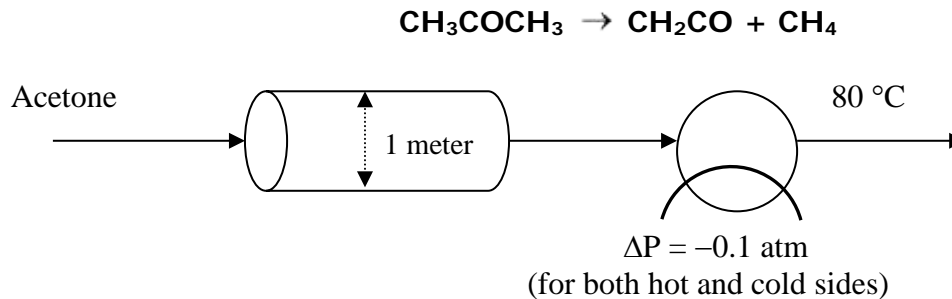 CH₃COCH₃ → CH₂CO + CH₄
Acetone
80 °C
1 meter
ΔP = −0.1 atm
(for both hot and cold sides)